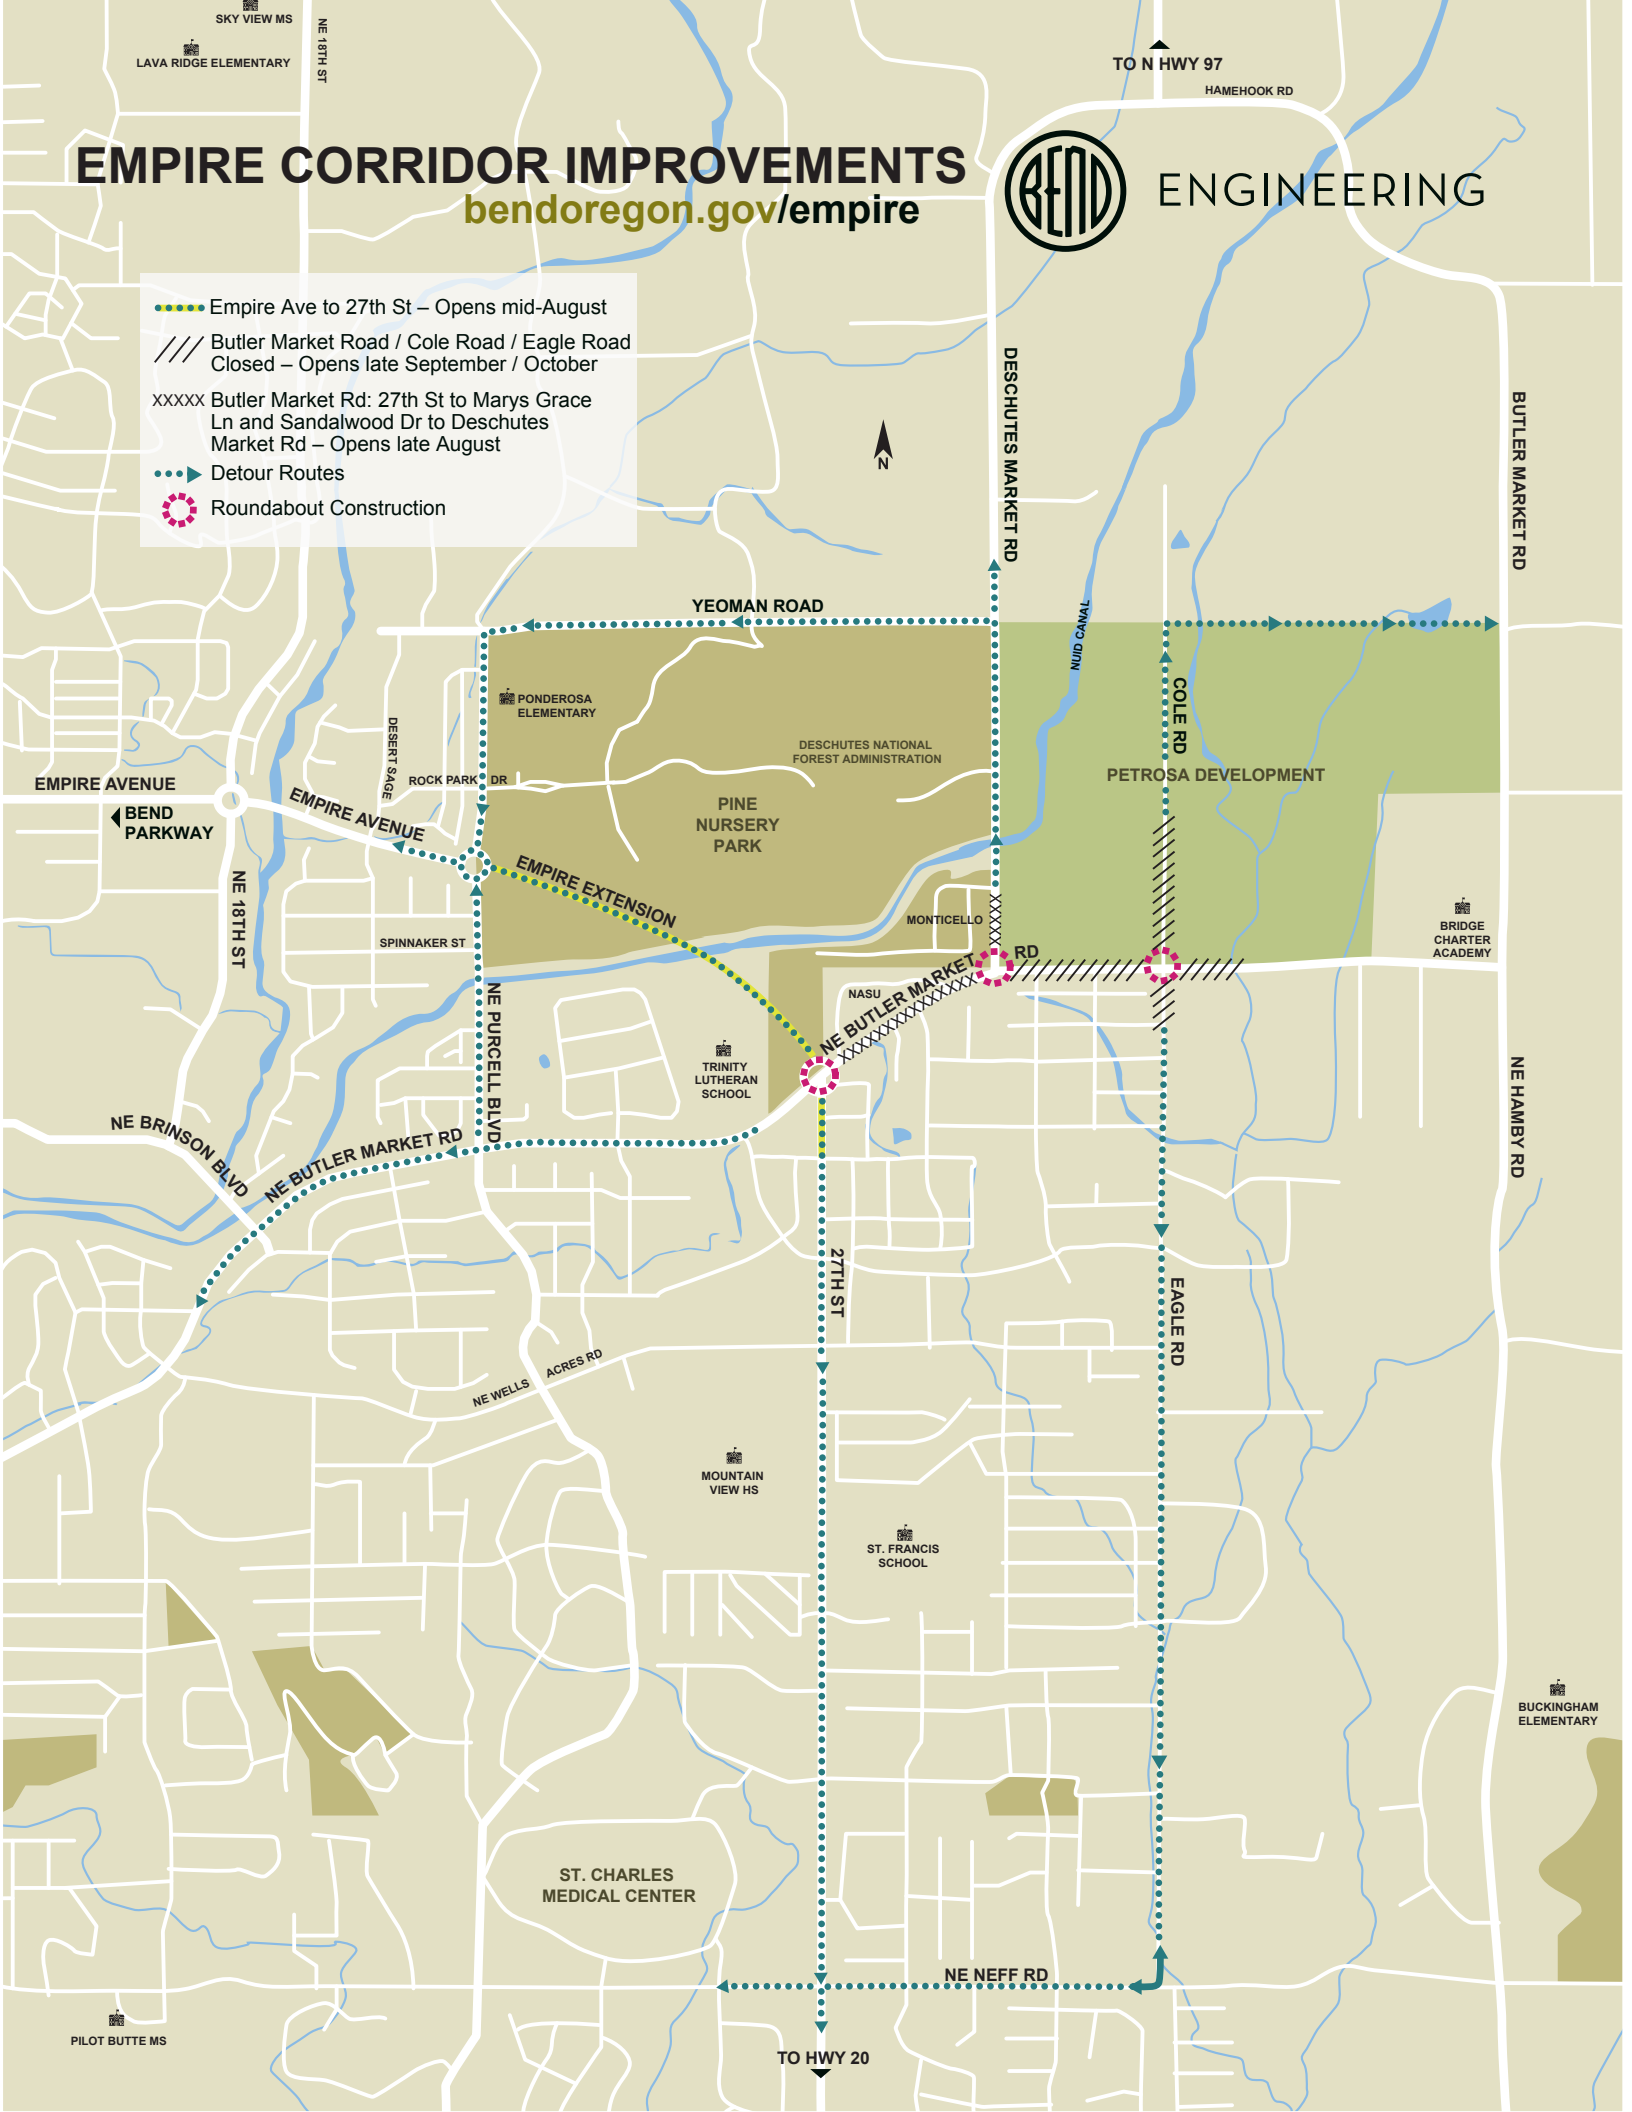 SKY VIEW MS
NE 18TH ST
LAVA RIDGE ELEMENTARY
TO N HWY 97
HAMEHOOK RD
EMPIRE CORRIDOR IMPROVEMENTS
bendoregon.gov/empire
BEND
ENGINEERING
Empire Ave to 27th St – Opens mid-August
Butler Market Road / Cole Road / Eagle Road
Closed – Opens late September / October
XXXXX Butler Market Rd: 27th St to Marys Grace
Ln and Sandalwood Dr to Deschutes
Market Rd – Opens late August
Detour Routes
Roundabout Construction
N
DESCHUTES MARKET RD
BUTLER MARKET RD
YEOMAN ROAD
NUID CANAL
PONDEROSA
ELEMENTARY
COLE RD
DESERT SAGE
DESCHUTES NATIONAL
FOREST ADMINISTRATION
ROCK PARK DR
PETROSA DEVELOPMENT
EMPIRE AVENUE
BEND
PARKWAY
EMPIRE AVENUE
PINE
NURSERY
PARK
EMPIRE EXTENSION
NE 18TH ST
MONTICELLO
BRIDGE
CHARTER
ACADEMY
SPINNAKER ST
NE BUTLER MARKET RD
NASU
NE PURCELL BLVD
TRINITY
LUTHERAN
SCHOOL
NE HAMBY RD
NE BRINSON BLVD
NE BUTLER MARKET RD
27TH ST
EAGLE RD
NE WELLS ACRES RD
MOUNTAIN
VIEW HS
ST. FRANCIS
SCHOOL
BUCKINGHAM
ELEMENTARY
ST. CHARLES
MEDICAL CENTER
NE NEFF RD
PILOT BUTTE MS
TO HWY 20